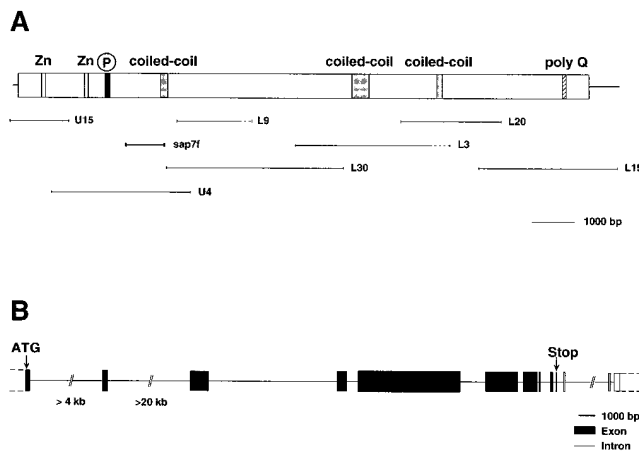 A
Zn Zn P coiled-coil coiled-coil coiled-coil poly Q
U15 L9 L20
sap7f L3
L30 L15
U4
1000 bp
B
ATG Stop
> 4 kb >20 kb
1000 bp
Exon
Intron